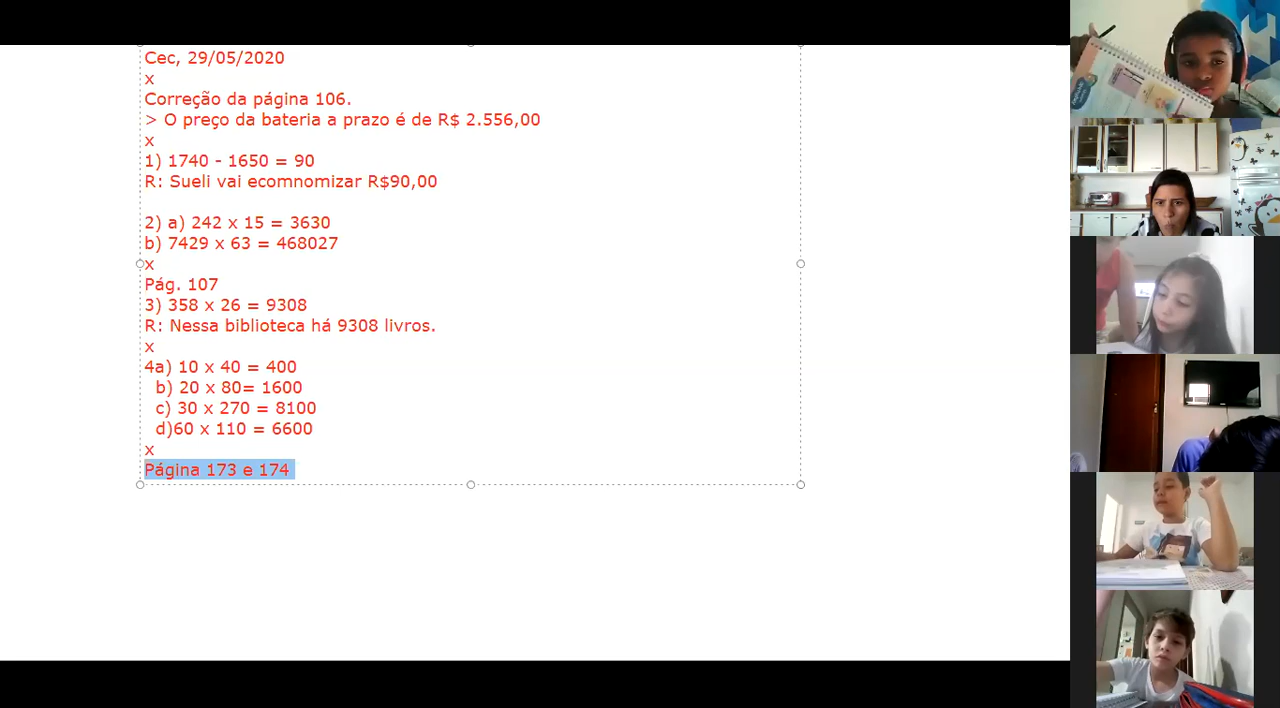 Cec, 29/05/2020
x
Correção da página 106.
> O preço da bateria a prazo é de R$ 2.556,00
x
1) 1740 - 1650 = 90
R: Sueli vai ecomnomizar R$90,00
2) a) 242 x 15 = 3630
b) 7429 x 63 = 468027
x
Pág. 107
3) 358 x 26 = 9308
R: Nessa biblioteca há 9308 livros.
x
4a) 10 x 40 = 400
b) 20 x 80= 1600
c) 30 x 270 = 8100
d)60 x 110 = 6600
x
Página 173 e 174